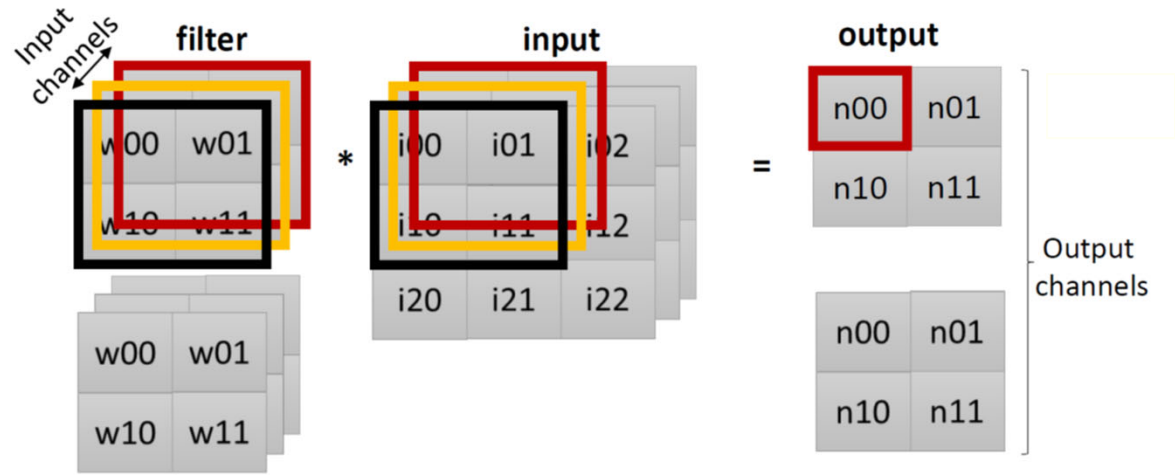 Input
channels
filter
input
output
w00 w01
w10 w11
*
i00 i01 i02
i10 i11 i12
i20 i21 i22
=
n00 n01
n10 n11
w00 w01
w10 w11
n00 n01
n10 n11
Output
channels